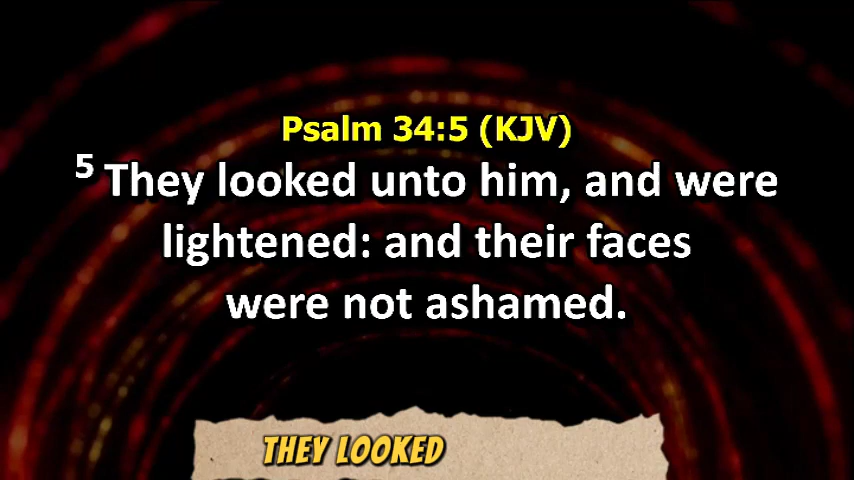 Psalm 34:5 (KJV)
5 They looked unto him, and were
lightened: and their faces
were not ashamed.
THEY LOOKED